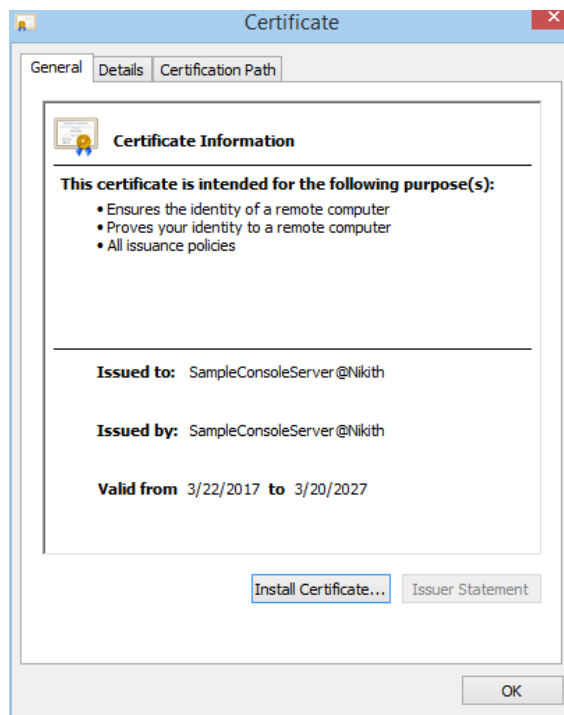 Certificate
General
Details
Certification Path
Certificate Information
This certificate is intended for the following purpose(s):
• Ensures the identity of a remote computer
• Proves your identity to a remote computer
• All issuance policies
Issued to: SampleConsoleServer@Nikith
Issued by: SampleConsoleServer@Nikith
Valid from 3/22/2017 to 3/20/2027
Install Certificate...
Issuer Statement
OK